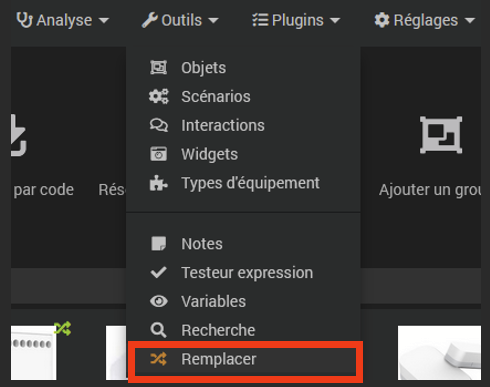 Analyse Outils Plugins Réglages
Objets
Scénarios
Interactions
Widgets
Types d'équipement
par code Rés Ajouter un grou
Notes
Testeur expression
Variables
Recherche
Remplacer